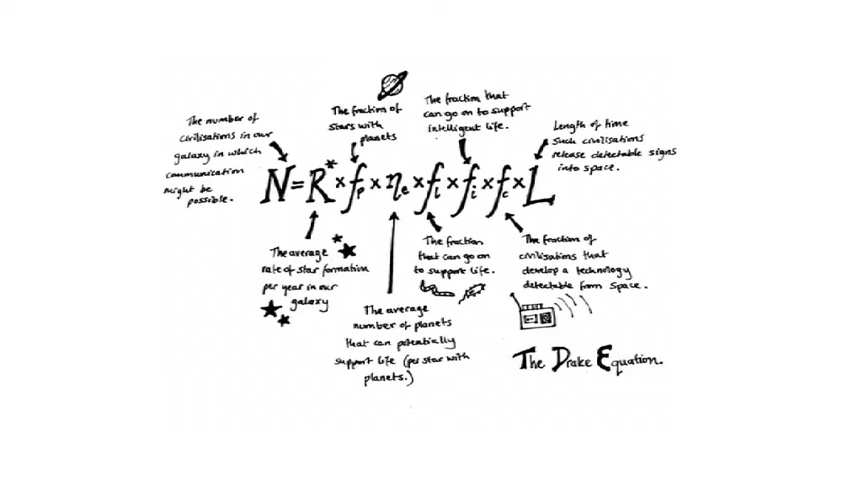 The number of
civilisations in our
galaxy in which
communication
might be
possible.
The fraction of
stars with
planets
The fraction that
can go on to support
intelligent life.
Length of time
such civilisations
release detectable signs
into space.
N=R*×fp×ηe×fl×fi×fc×L
The average
rate of star formation
per year in our
galaxy
The average
number of planets
that can potentially
support life (per star with
planets.)
The fraction
that can go on
to support life.
The fraction of
civilisations that
develop a technology
detectable from space.
The Drake Equation.